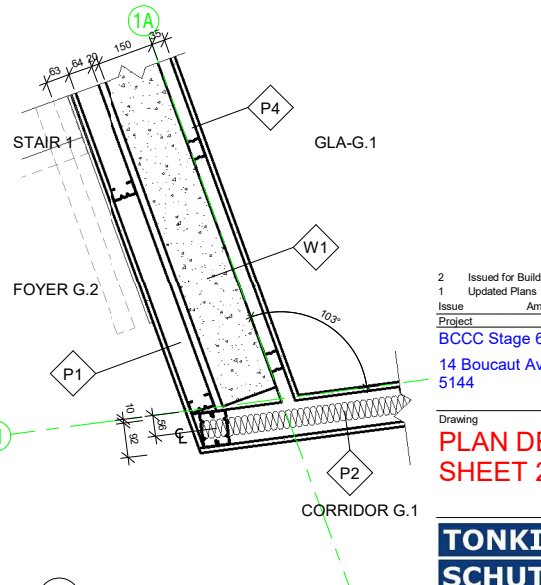 1A
63
64
20
150
35
P4
STAIR 1
GLA-G.1
W1
FOYER G.2
103°
P1
10
92
56
℄
P2
CORRIDOR G.1
2 Issued for Build
1 Updated Plans
Issue Am
Project
BCCC Stage 6
14 Boucaut Av
5144
Drawing
PLAN DE
SHEET 2
TONKI
SCHUT